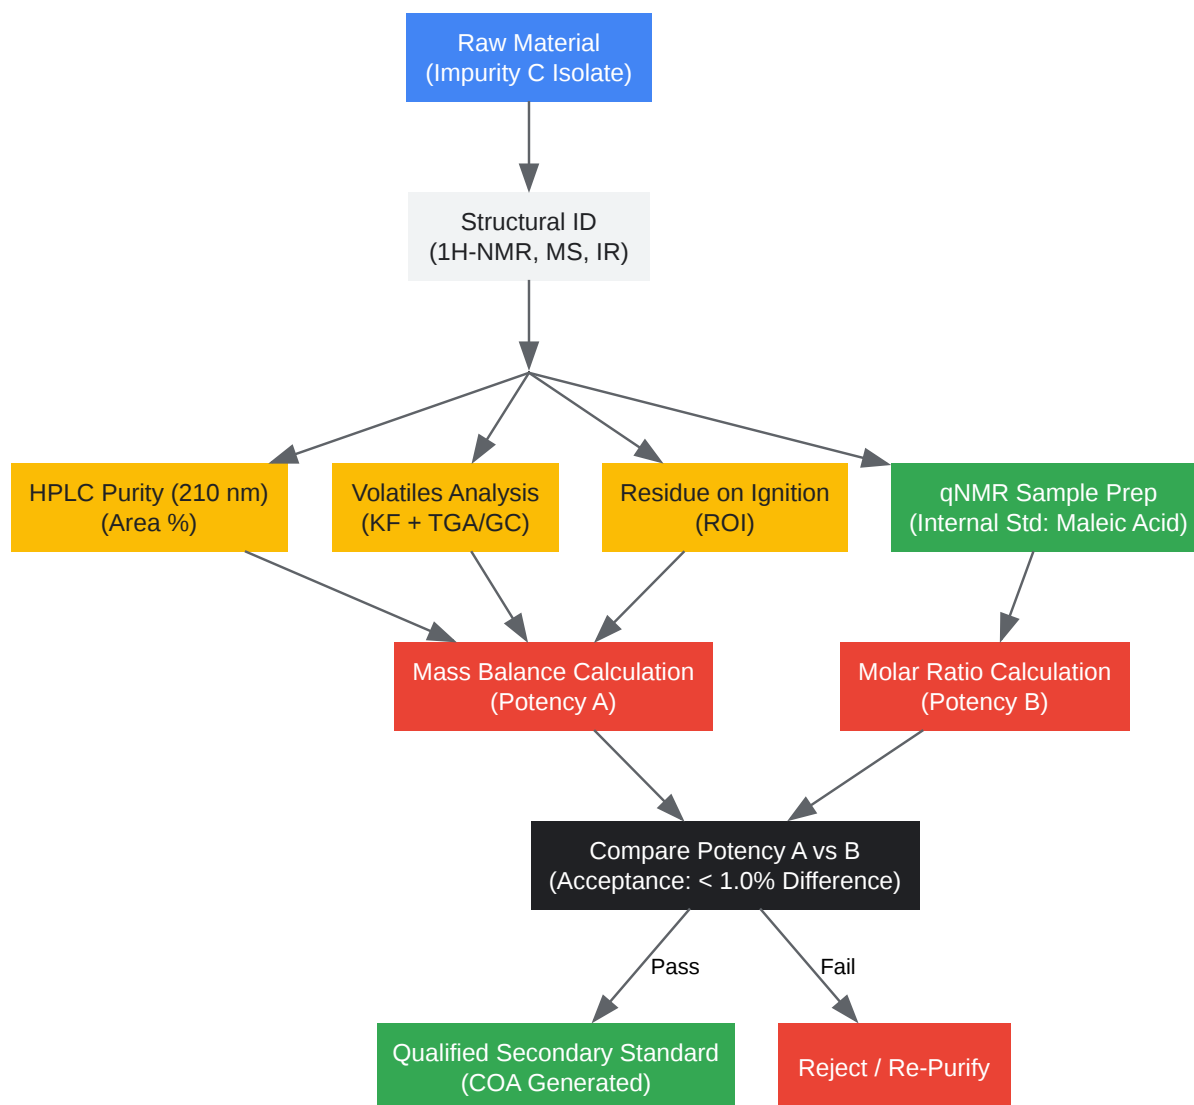 Raw Material
(Impurity C Isolate)
Structural ID
(1H-NMR, MS, IR)
HPLC Purity (210 nm)
(Area %)
Volatiles Analysis
(KF + TGA/GC)
Residue on Ignition
(ROI)
qNMR Sample Prep
(Internal Std: Maleic Acid)
Mass Balance Calculation
(Potency A)
Molar Ratio Calculation
(Potency B)
Compare Potency A vs B
(Acceptance: < 1.0% Difference)
Pass
Fail
Qualified Secondary Standard
(COA Generated)
Reject / Re-Purify